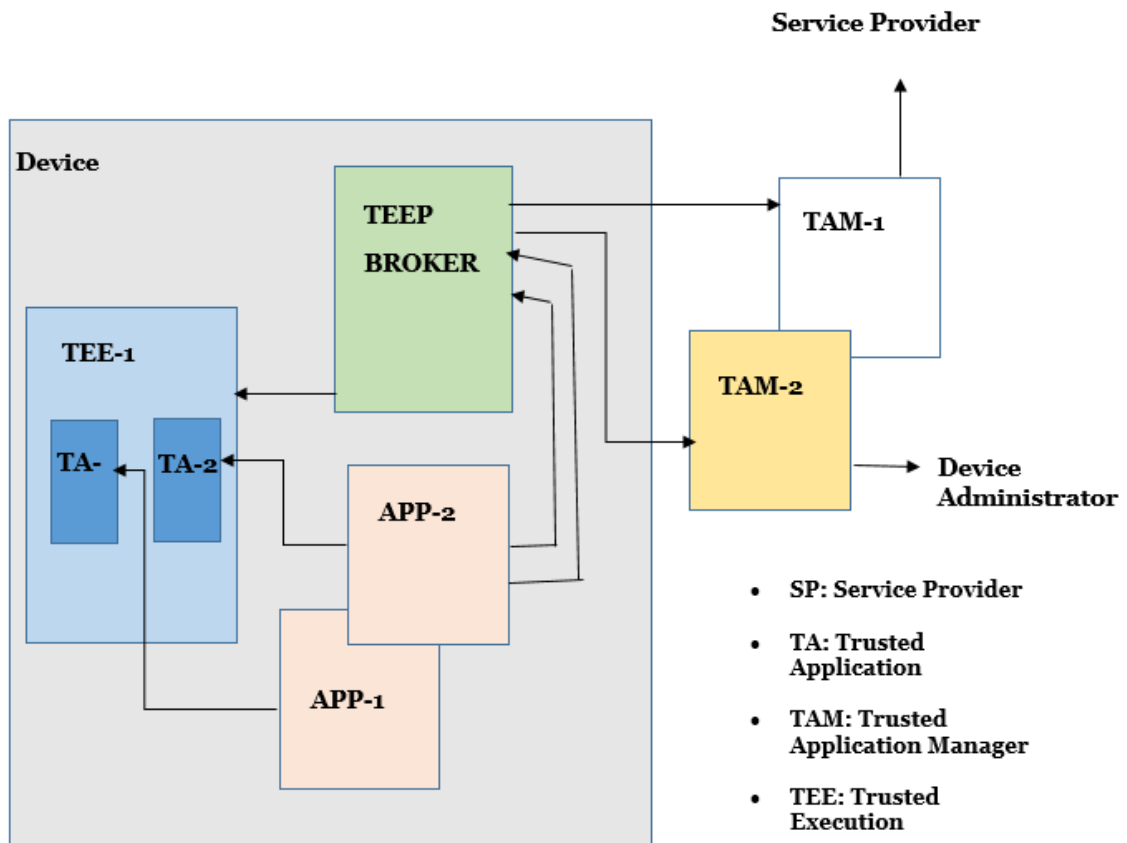 Service Provider
Device
TEEP
BROKER
TAM-1
TEE-1
TAM-2
TA-
TA-2
APP-2
Device
Administrator
APP-1
• SP: Service Provider
• TA: Trusted
Application
• TAM: Trusted
Application Manager
• TEE: Trusted
Execution